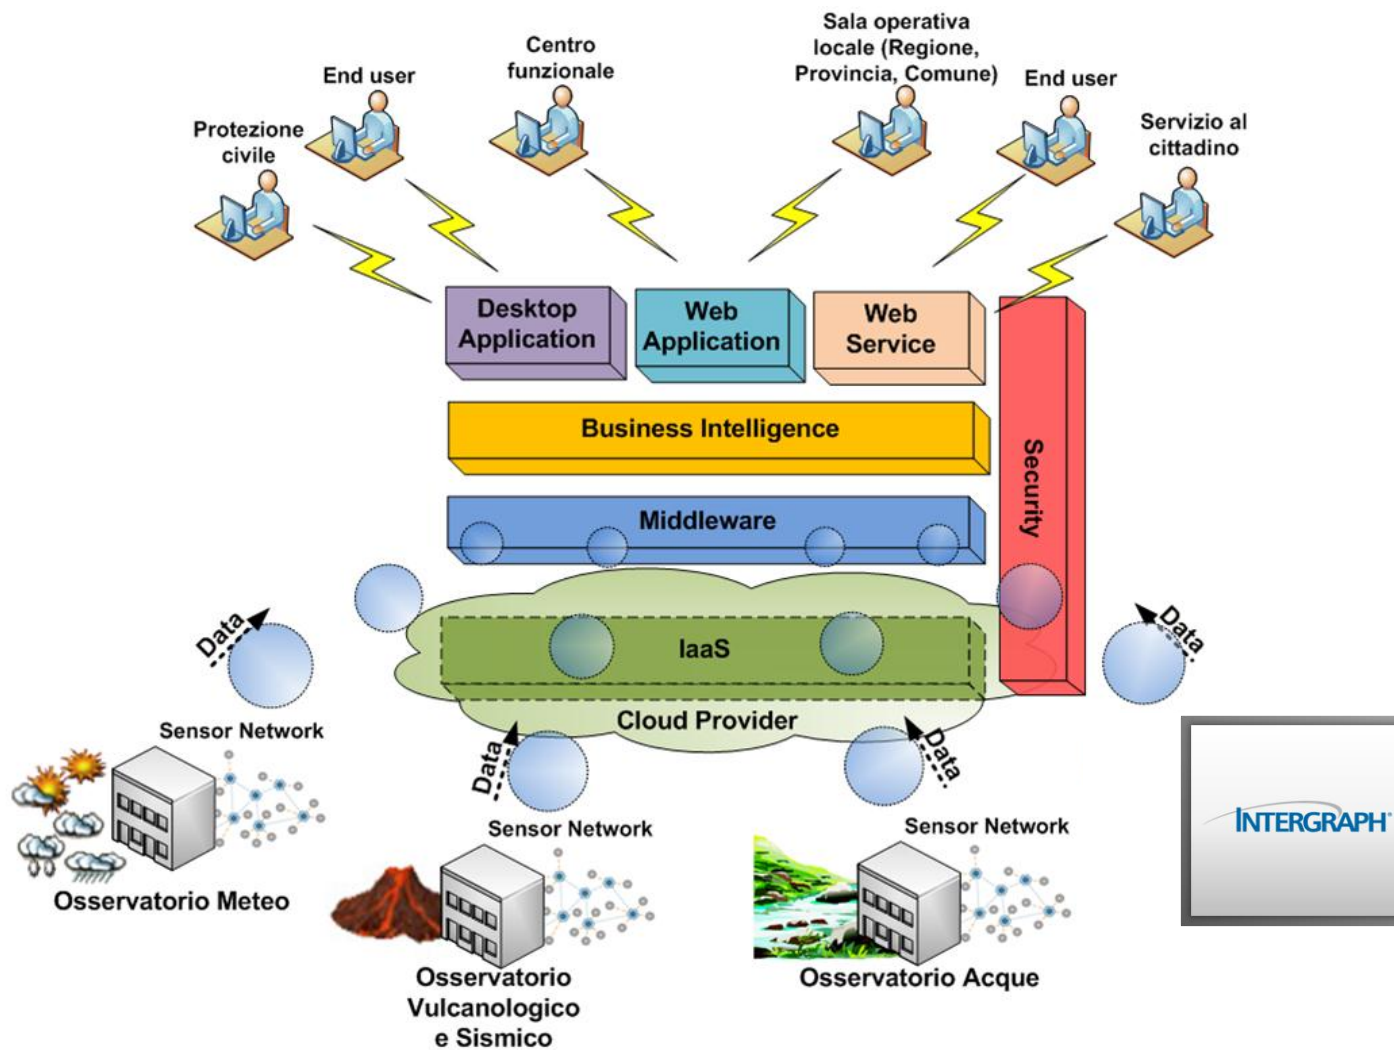 Sala operativa
locale (Regione,
Provincia, Comune)
Centro
funzionale
End user
End user
Protezione
civile
Servizio al
cittadino
Desktop
Application
Web
Application
Web
Service
Business Intelligence
Security
Middleware
IaaS
Cloud Provider
Data
Data
Data
Data
Sensor Network
Osservatorio Meteo
Sensor Network
Osservatorio
Vulcanologico
e Sismico
Sensor Network
Osservatorio Acque
INTERGRAPH®